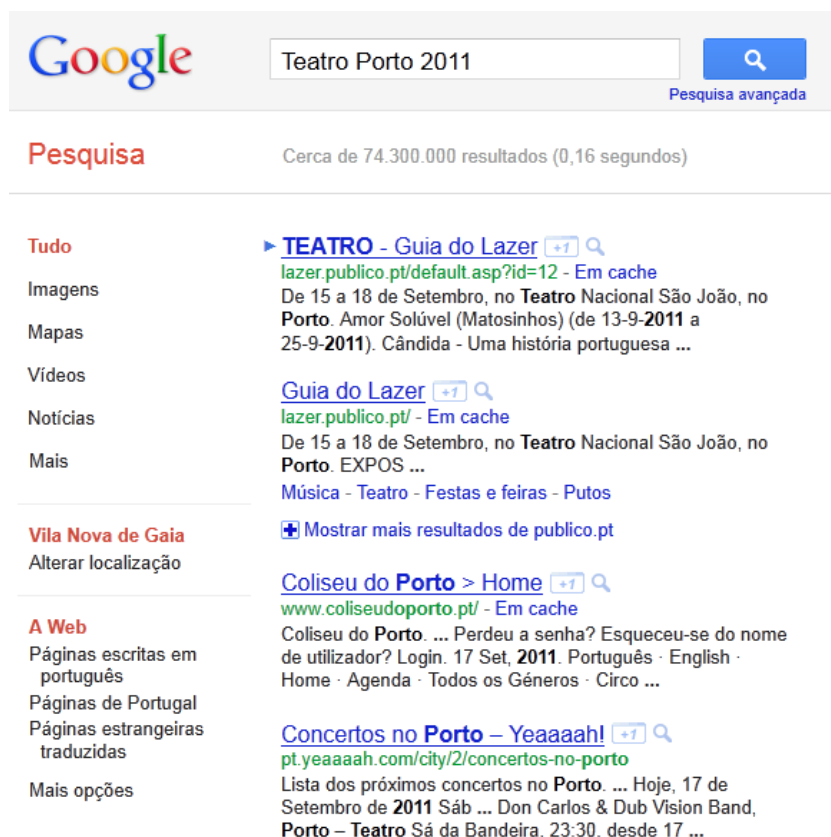 Google
Teatro Porto 2011
Pesquisa avançada
Pesquisa
Cerca de 74.300.000 resultados (0,16 segundos)
Tudo
Imagens
Mapas
Vídeos
Notícias
Mais
Vila Nova de Gaia
Alterar localização
A Web
Páginas escritas em
português
Páginas de Portugal
Páginas estrangeiras
traduzidas
Mais opções
TEATRO - Guia do Lazer +1
lazer.publico.pt/default.asp?id=12 - Em cache
De 15 a 18 de Setembro, no Teatro Nacional São João, no
Porto. Amor Solúvel (Matosinhos) (de 13-9-2011 a
25-9-2011). Cândida - Uma história portuguesa ...
Guia do Lazer +1
lazer.publico.pt/ - Em cache
De 15 a 18 de Setembro, no Teatro Nacional São João, no
Porto. EXPOS ...
Música - Teatro - Festas e feiras - Putos
Mostrar mais resultados de publico.pt
Coliseu do Porto > Home +1
www.coliseudoporto.pt/ - Em cache
Coliseu do Porto. ... Perdeu a senha? Esqueceu-se do nome
de utilizador? Login. 17 Set, 2011. Português · English ·
Home · Agenda · Todos os Géneros · Circo ...
Concertos no Porto – Yeaaaah! +1
pt.yeaaaah.com/city/2/concertos-no-porto
Lista dos próximos concertos no Porto. ... Hoje, 17 de
Setembro de 2011 Sáb ... Don Carlos & Dub Vision Band,
Porto – Teatro Sá da Bandeira, 23:30, desde 17 ...